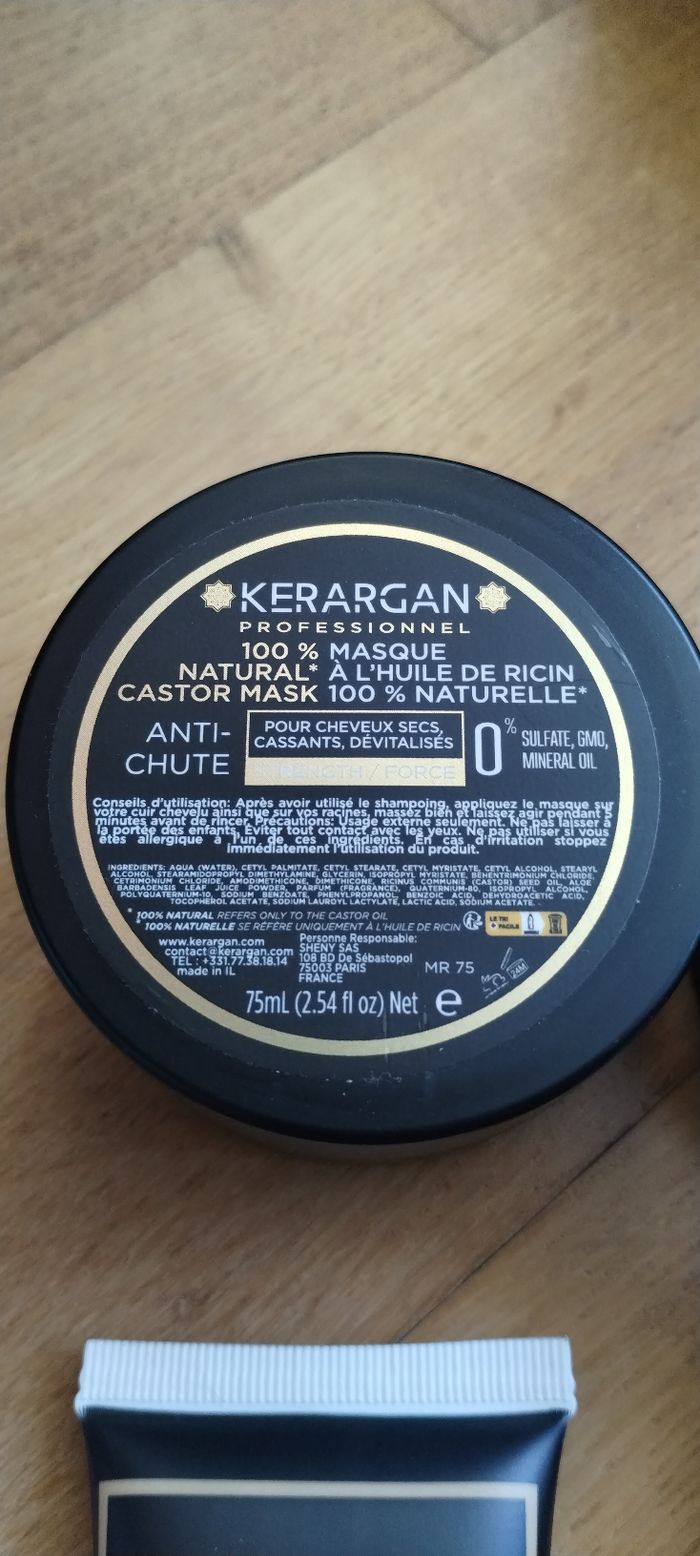 KERARGAN
PROFESSIONNEL
100 % MASQUE
NATURAL* À L'HUILE DE RICIN
CASTOR MASK 100 % NATURELLE*
ANTI-
CHUTE
POUR CHEVEUX SECS,
CASSANTS, DÉVITALISÉS
STRENGTH / FORCE
0%
SULFATE, GMO,
MINERAL OIL
Conseils d'utilisation: Après avoir utilisé le shampoing, appliquez le masque sur
votre cuir chevelu ainsi que sur vos racines, massez bien et laissez agir pendant 5
minutes avant de rincer. Précautions: Usage externe seulement. Ne pas laisser à
la portée des enfants. Eviter tout contact avec les yeux. Ne pas utiliser si vous
êtes allergique à l'un de ces ingrédients. En cas d'irritation stoppez
immédiatement l'utilisation du produit.
INGREDIENTS: AQUA (WATER), CETYL PALMITATE, CETYL STEARATE, CETYL MYRISTATE, CETYL ALCOHOL, STEARYL
ALCOHOL, STEARAMIDOPROPYL DIMETHYLAMINE, GLYCERIN, ISOPROPYL MYRISTATE, BEHENTRIMONIUM CHLORIDE,
CETRIMONIUM CHLORIDE, AMODIMETHICONE, DIMETHICONE, RICINUS COMMUNIS (CASTOR) SEED OIL, ALOE
BARBADENSIS LEAF JUICE POWDER, PARFUM (FRAGRANCE), QUATERNIUM-80, ISOPROPYL ALCOHOL,
POLYQUATERNIUM-10, SODIUM BENZOATE, PHENYLPROPANOL, BENZOIC ACID, DEHYDROACETIC ACID,
TOCOPHEROL ACETATE, SODIUM LAUROYL LACTYLATE, LACTIC ACID, SODIUM ACETATE.
* 100% NATURAL REFERS ONLY TO THE CASTOR OIL
* 100% NATURELLE SE RÉFÈRE UNIQUEMENT À L'HUILE DE RICIN
LE TRI
+ FACILE
www.kerargan.com
contact@kerargan.com
TEL : +331.77.38.18.14
made in IL
Personne Responsable:
SHENY SAS
108 BD De Sébastopol
75003 PARIS
FRANCE
MR 75
24M
75mL (2.54 fl oz) Net e